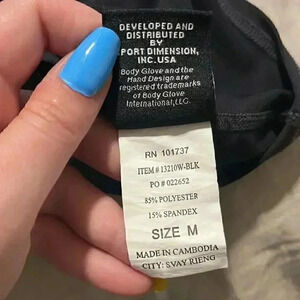 DEVELOPED AND
DISTRIBUTED
BY
PORT DIMENSION,
INC. USA
Body Glove and the
Hand Design are
registered trademarks
of Body Glove
International, LLC.
RN 101737
ITEM # 13210W-BLK
PO # 022652
85% POLYESTER
15% SPANDEX
SIZE M
MADE IN CAMBODIA
CITY: SVAY RIENG